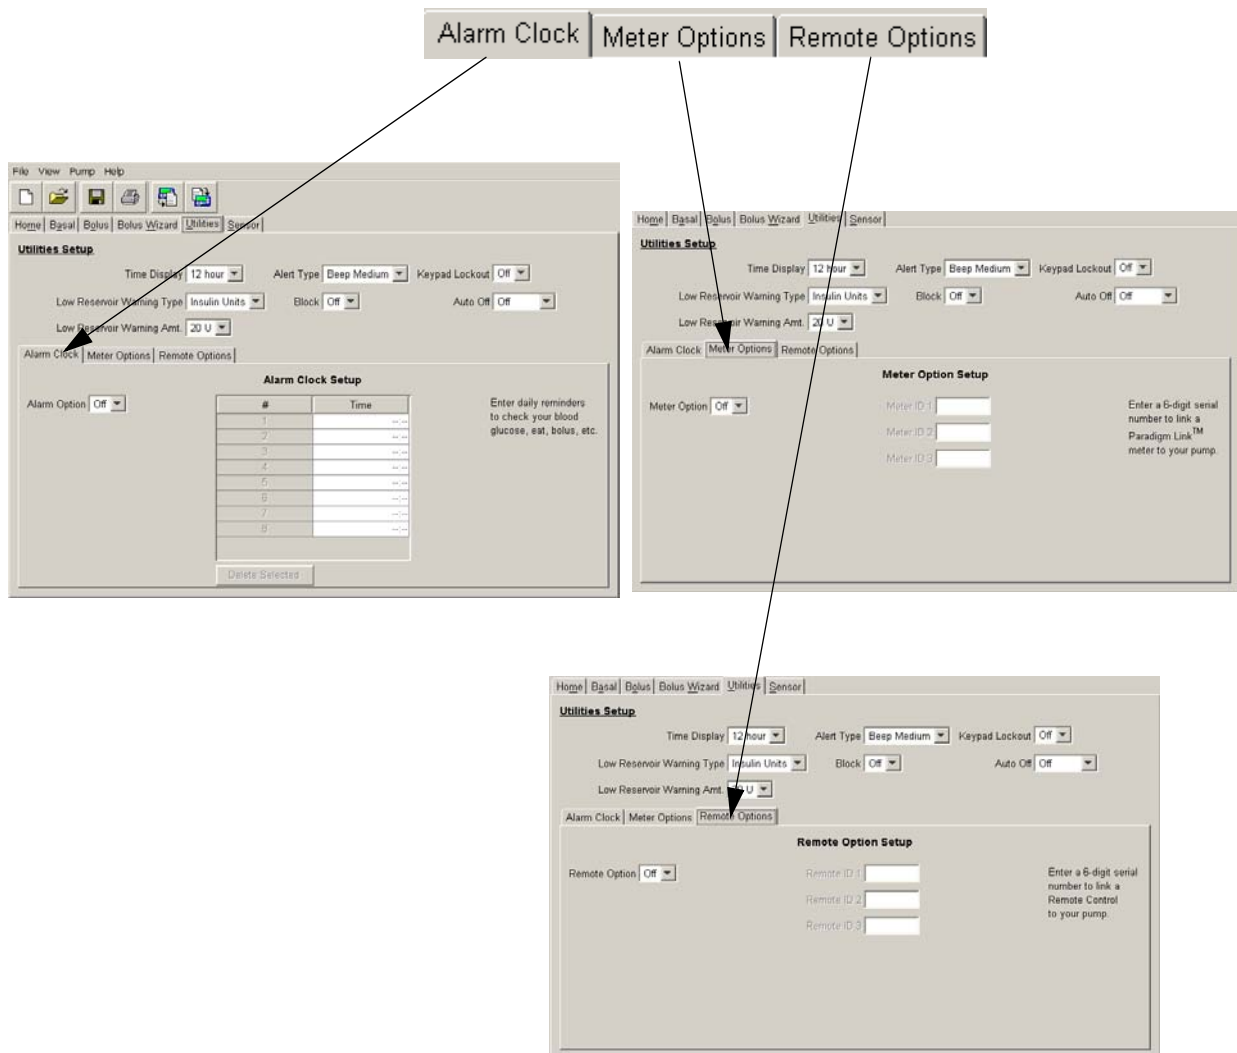 Alarm Clock Meter Options Remote Options
File View Pump Help
Home Basal Bolus Bolus Wizard Utilities Sensor
Utilities Setup
Time Display 12 hour Alert Type Beep Medium Keypad Lockout Off
Low Reservoir Warning Type Insulin Units Block Off Auto Off Off
Low Reservoir Warning Amt. 20 U
Alarm Clock Meter Options Remote Options
Alarm Clock Setup
Alarm Option Off
# Time
1 --:--
2 --:--
3 --:--
4 --:--
5 --:--
6 --:--
7 --:--
8 --:--
Delete Selected
Enter daily reminders
to check your blood
glucose, eat, bolus, etc.
Home Basal Bolus Bolus Wizard Utilities Sensor
Utilities Setup
Time Display 12 hour Alert Type Beep Medium Keypad Lockout Off
Low Reservoir Warning Type Insulin Units Block Off Auto Off Off
Low Reservoir Warning Amt. 20 U
Alarm Clock Meter Options Remote Options
Meter Option Setup
Meter Option Off
Meter ID 1
Meter ID 2
Meter ID 3
Enter a 6-digit serial
number to link a
Paradigm Link™
meter to your pump.
Home Basal Bolus Bolus Wizard Utilities Sensor
Utilities Setup
Time Display 12 hour Alert Type Beep Medium Keypad Lockout Off
Low Reservoir Warning Type Insulin Units Block Off Auto Off Off
Low Reservoir Warning Amt. 20 U
Alarm Clock Meter Options Remote Options
Remote Option Setup
Remote Option Off
Remote ID 1
Remote ID 2
Remote ID 3
Enter a 6-digit serial
number to link a
Remote Control
to your pump.